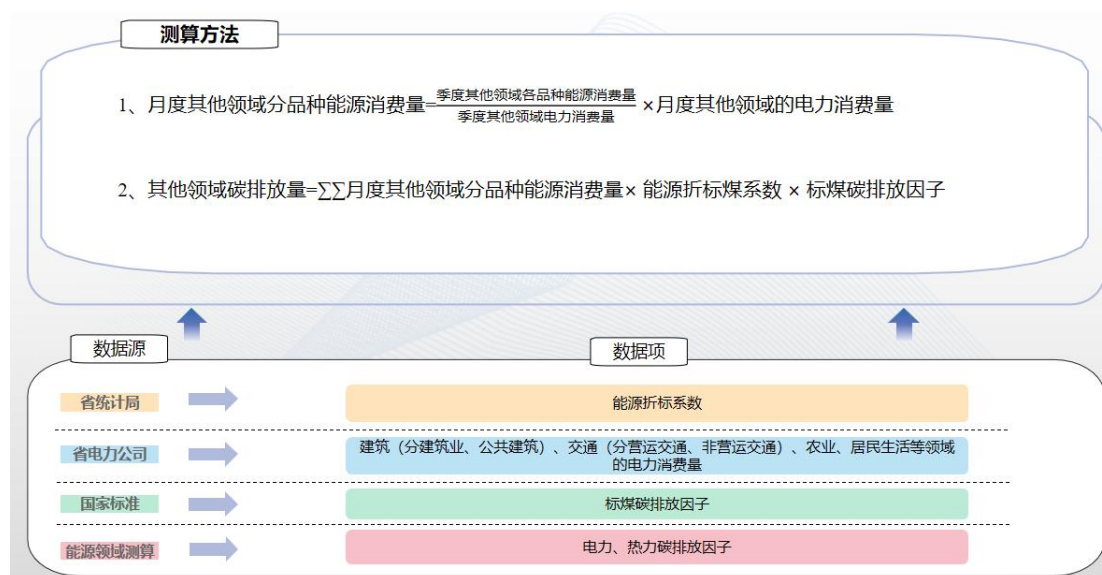 测算方法
1、月度其他领域分品种能源消费量=季度其他领域各品种能源消费量/季度其他领域电力消费量×月度其他领域的电力消费量
2、其他领域碳排放量=∑∑月度其他领域分品种能源消费量× 能源折标煤系数 × 标煤碳排放因子
数据源
数据项
省统计局
能源折标系数
省电力公司
建筑（分建筑业、公共建筑）、交通（分营运交通、非营运交通）、农业、居民生活等领域
的电力消费量
国家标准
标煤碳排放因子
能源领域测算
电力、热力碳排放因子